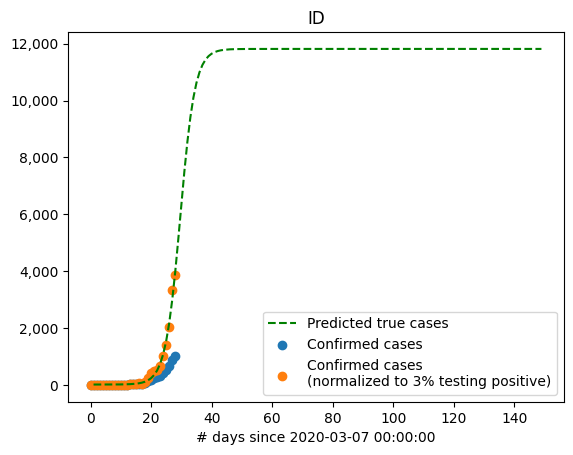 ID
12,000
10,000
8,000
6,000
4,000
2,000
0
Predicted true cases
Confirmed cases
Confirmed cases
(normalized to 3% testing positive)
0 20 40 60 80 100 120 140
# days since 2020-03-07 00:00:00